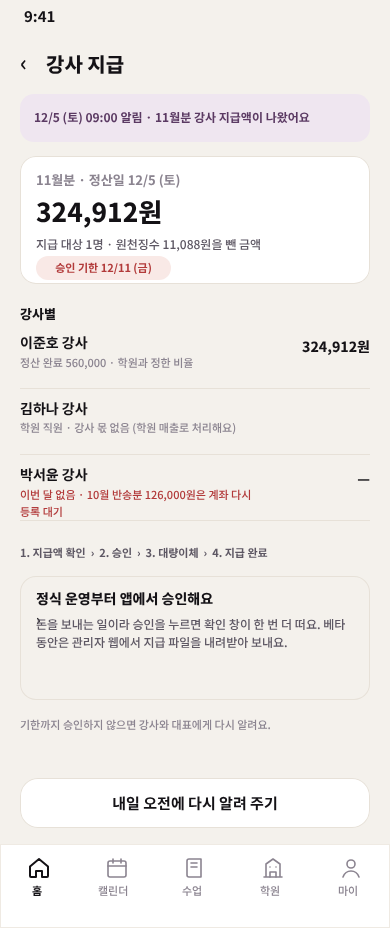 9:41
‹ 강사 지급
12/5 (토) 09:00 알림 · 11월분 강사 지급액이 나왔어요
11월분 · 정산일 12/5 (토)
324,912원
지급 대상 1명 · 원천징수 11,088원을 뺀 금액
승인 기한 12/11 (금)
강사별
이준호 강사
324,912원
정산 완료 560,000 · 학원과 정한 비율
김하나 강사
학원 직원 · 강사 몫 없음 (학원 매출로 처리해요)
박서윤 강사
—
이번 달 없음 · 10월 반송분 126,000원은 계좌 다시
등록 대기
1. 지급액 확인 › 2. 승인 › 3. 대량이체 › 4. 지급 완료
정식 운영부터 앱에서 승인해요
돈을 보내는 일이라 승인을 누르면 확인 창이 한 번 더 떠요. 베타
동안은 관리자 웹에서 지급 파일을 내려받아 보내요.
기한까지 승인하지 않으면 강사와 대표에게 다시 알려요.
내일 오전에 다시 알려 주기
홈 캘린더 수업 학원 마이